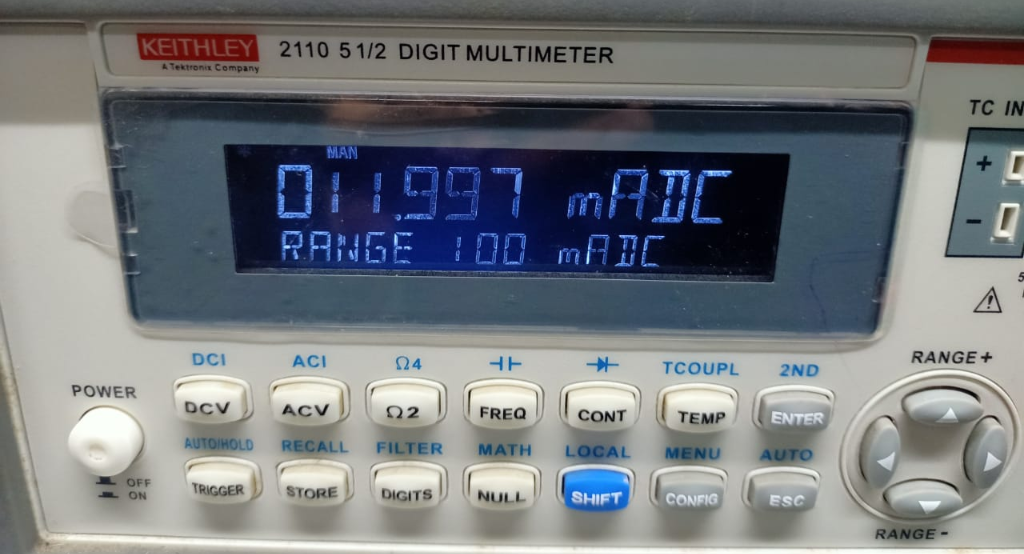 KEITHLEY
A Tektronix Company
2110 5 1/2 DIGIT MULTIMETER
MAN
011.997 mADC
RANGE 100 mADC
TC IN
+
-
DCI ACI Ω4 TCOUPL 2ND
POWER
DCV ACV Ω2 FREQ CONT TEMP ENTER
RANGE+
AUTO/HOLD RECALL FILTER MATH LOCAL MENU AUTO
OFF
ON
TRIGGER STORE DIGITS NULL SHIFT CONFIG ESC
RANGE-